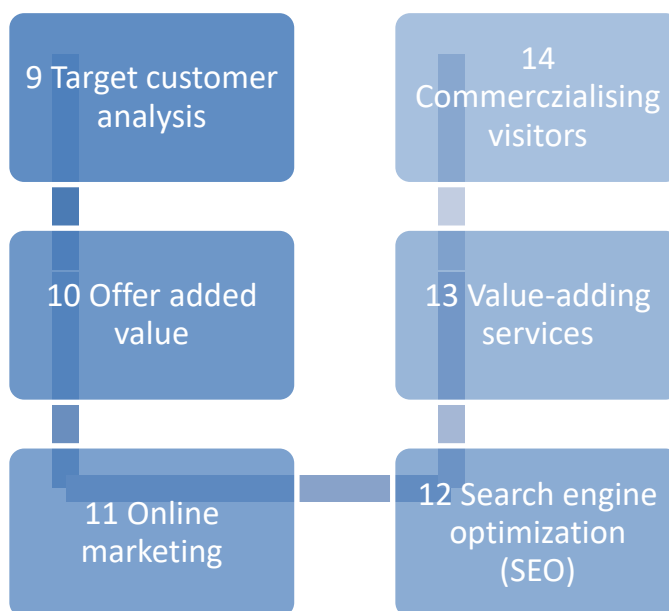 9 Target customer
analysis
10 Offer added
value
11 Online
marketing
12 Search engine
optimization
(SEO)
13 Value-adding
services
14
Commerczialising
visitors